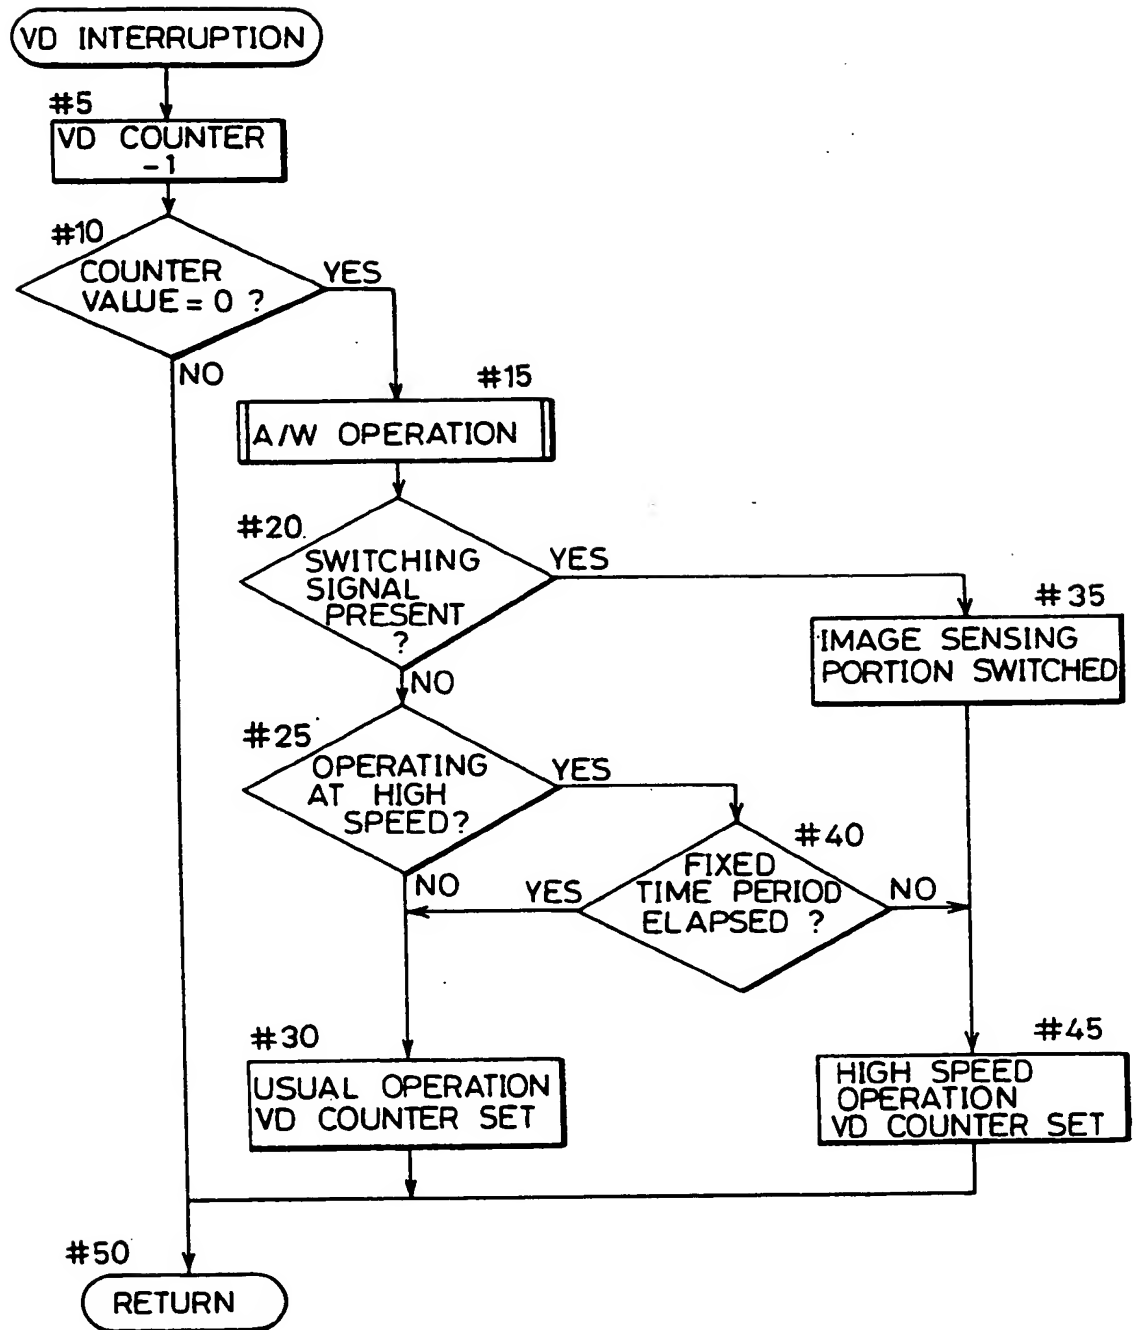 VD INTERRUPTION
#5
VD COUNTER
-1
#10
COUNTER
VALUE = 0 ?
YES
NO
#15
A/W OPERATION
#20
SWITCHING
SIGNAL
PRESENT
?
YES
NO
#35
IMAGE SENSING
PORTION SWITCHED
#25
OPERATING
AT HIGH
SPEED?
YES
NO
#40
FIXED
TIME PERIOD
ELAPSED ?
YES
NO
#30
USUAL OPERATION
VD COUNTER SET
#45
HIGH SPEED
OPERATION
VD COUNTER SET
#50
RETURN